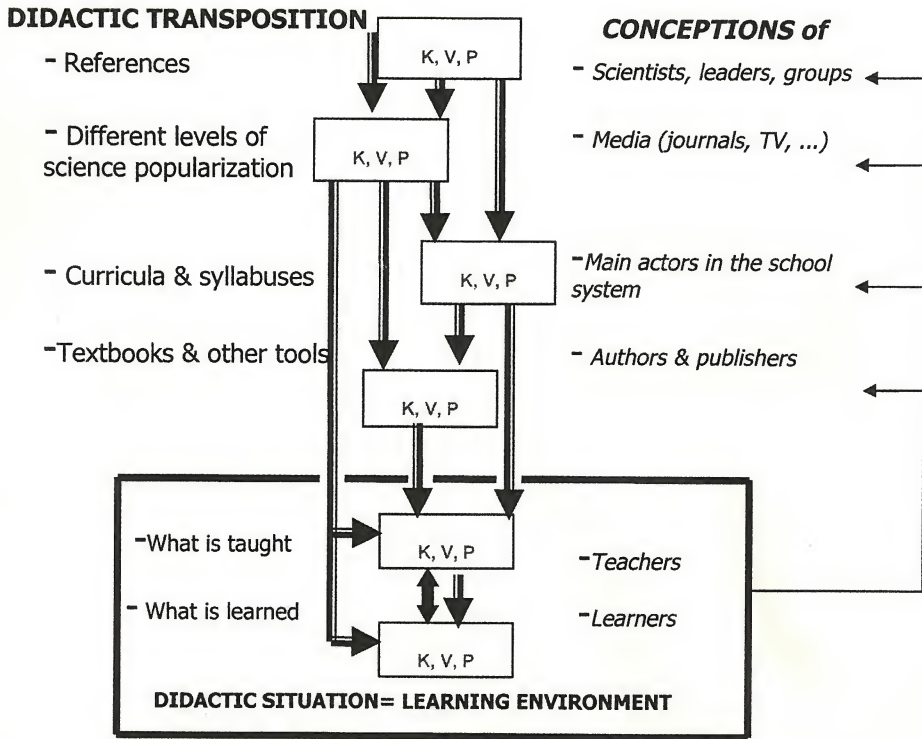 DIDACTIC TRANSPOSITION
K, V, P
CONCEPTIONS of
- References
- Scientists, leaders, groups
- Different levels of
science popularization
K, V, P
- Media (journals, TV, ...)
- Curricula & syllabuses
K, V, P
-Main actors in the school
system
-Textbooks & other tools
- Authors & publishers
K, V, P
-What is taught
K, V, P
-Teachers
- What is learned
-Learners
K, V, P
DIDACTIC SITUATION= LEARNING ENVIRONMENT